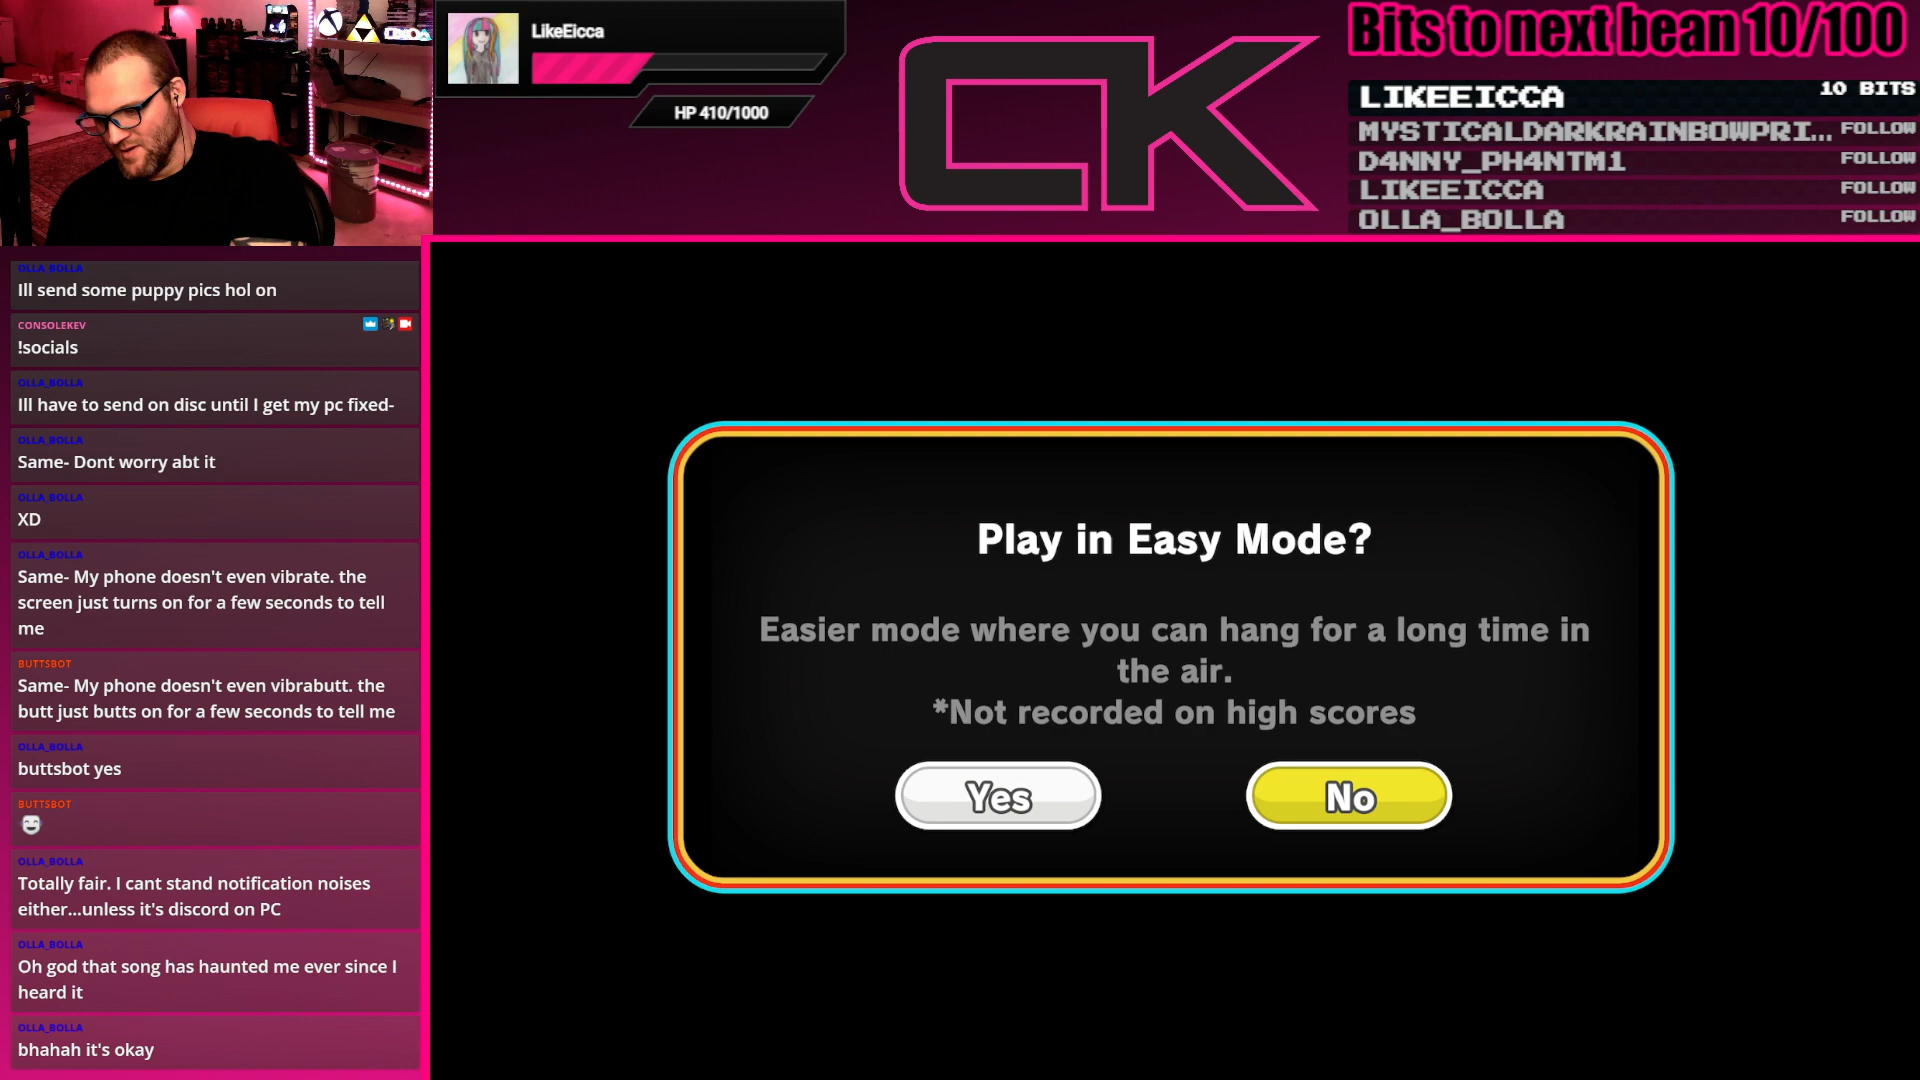 LikeEicca
HP 410/1000
CK
Bits to next bean 10/100
LIKEEICCA 10 BITS
MYSTICALDARKRAINBOWPRI... FOLLOW
D4NNY_PH4NTM1 FOLLOW
LIKEEICCA FOLLOW
OLLA_BOLLA FOLLOW
OLLA_BOLLA
Ill send some puppy pics hol on
CONSOLEKEV
!socials
OLLA_BOLLA
Ill have to send on disc until I get my pc fixed-
OLLA_BOLLA
Same- Dont worry abt it
OLLA_BOLLA
XD
OLLA_BOLLA
Same- My phone doesn't even vibrate. the
screen just turns on for a few seconds to tell
me
BUTTSBOT
Same- My phone doesn't even vibrabutt. the
butt just butts on for a few seconds to tell me
OLLA_BOLLA
buttsbot yes
BUTTSBOT
OLLA_BOLLA
Totally fair. I cant stand notification noises
either...unless it's discord on PC
OLLA_BOLLA
Oh god that song has haunted me ever since I
heard it
OLLA_BOLLA
bhahah it's okay
Play in Easy Mode?
Easier mode where you can hang for a long time in
the air.
*Not recorded on high scores
Yes No